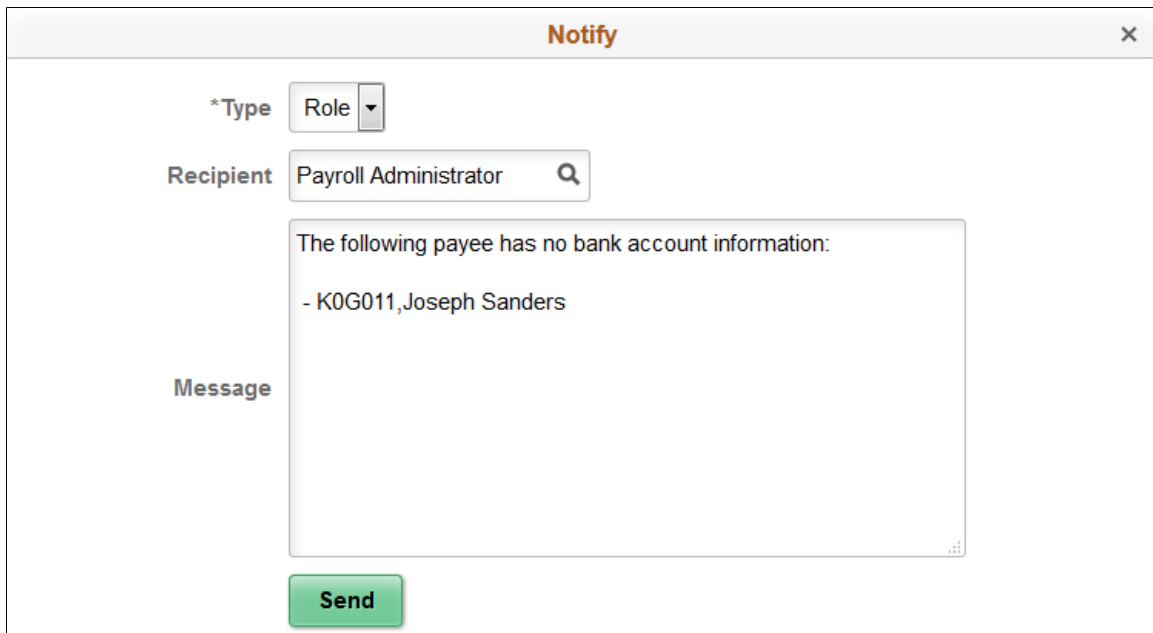 Notify
*Type Role
Recipient Payroll Administrator
The following payee has no bank account information:
- K0G011,Joseph Sanders
Message
Send